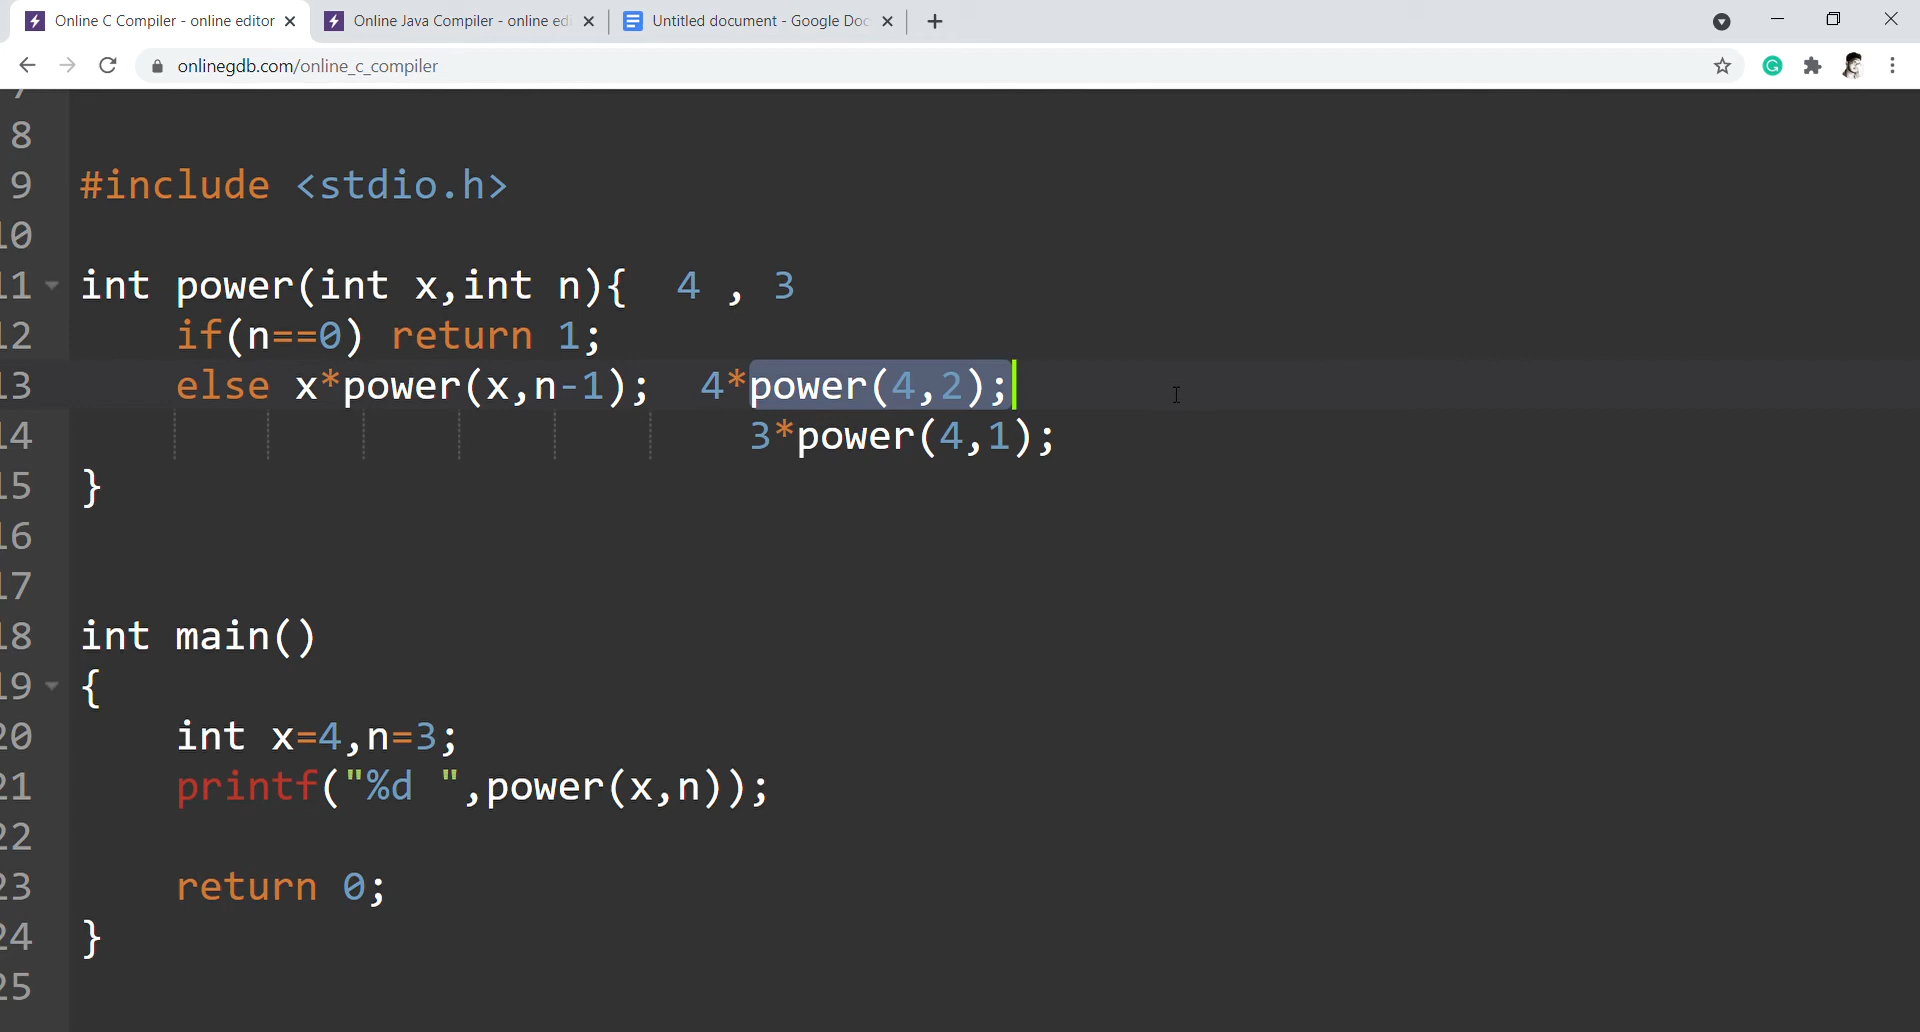 Online C Compiler - online editor
Online Java Compiler - online edi
Untitled document - Google Doc
onlinegdb.com/online_c_compiler
7
8
9 #include <stdio.h>
10
11 int power(int x,int n){ 4 , 3
12 if(n==0) return 1;
13 else x*power(x,n-1); 4*power(4,2);
14 3*power(4,1);
15 }
16
17
18 int main()
19 {
20 int x=4,n=3;
21 printf("%d ",power(x,n));
22
23 return 0;
24 }
25